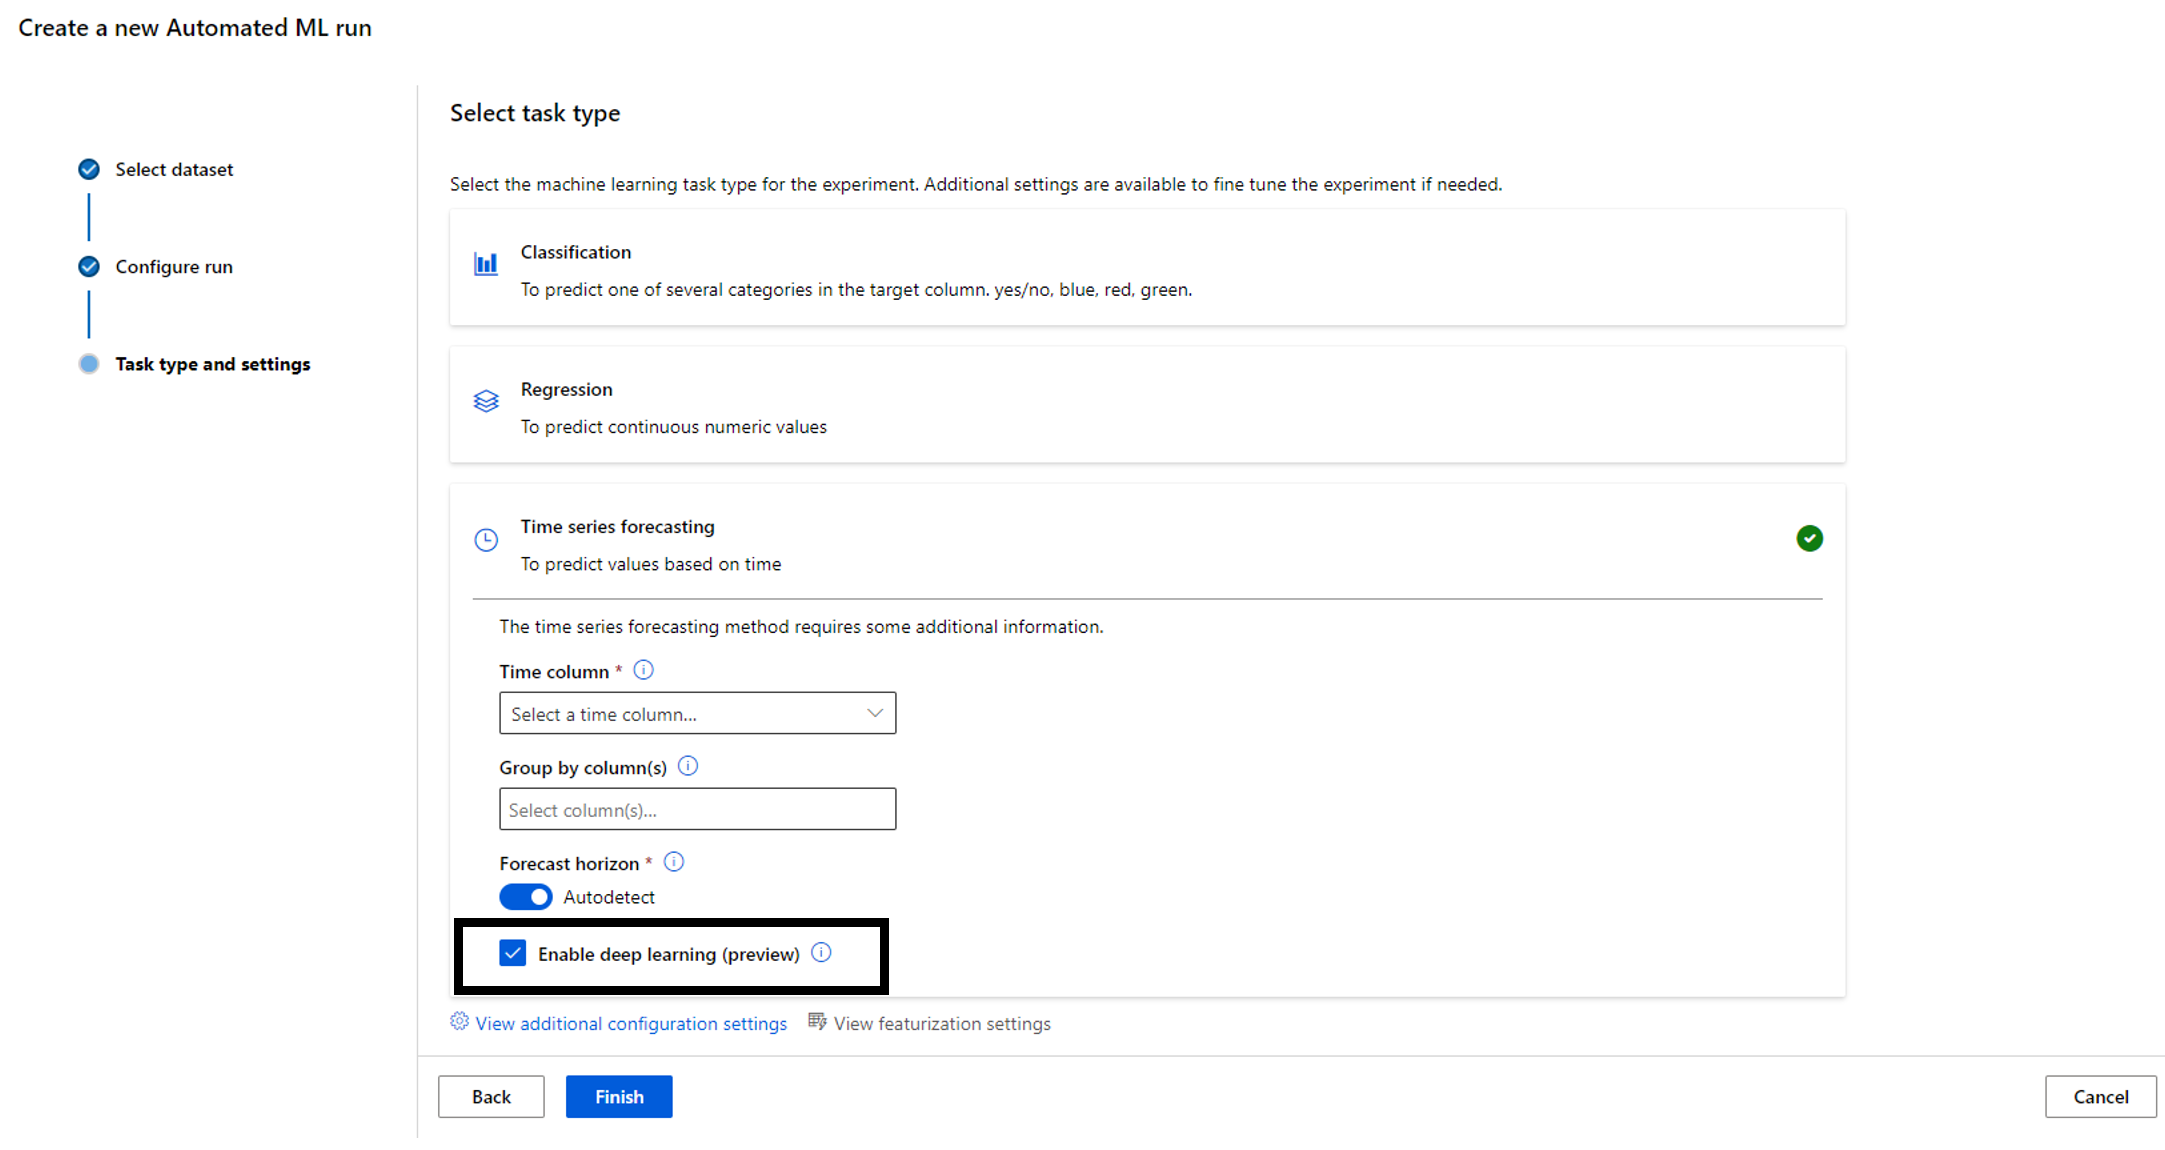 Create a new Automated ML run
Select dataset
Configure run
Task type and settings
Select task type
Select the machine learning task type for the experiment. Additional settings are available to fine tune the experiment if needed.
Classification
To predict one of several categories in the target column. yes/no, blue, red, green.
Regression
To predict continuous numeric values
Time series forecasting
To predict values based on time
The time series forecasting method requires some additional information.
Time column *
Select a time column...
Group by column(s)
Select column(s)...
Forecast horizon *
Autodetect
Enable deep learning (preview)
View additional configuration settings View featurization settings
Back Finish Cancel